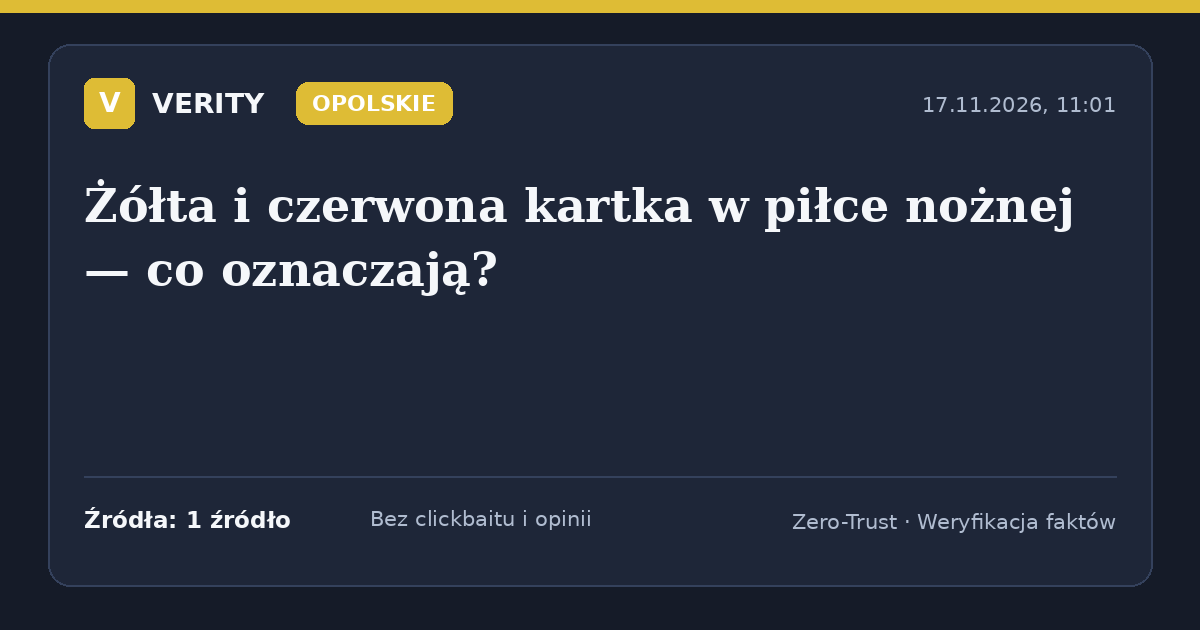 V VERITY OPOLSKIE 17.11.2026, 11:01
Żółta i czerwona kartka w piłce nożnej
— co oznaczają?
Źródła: 1 źródło Bez clickbaitu i opinii Zero-Trust · Weryfikacja faktów